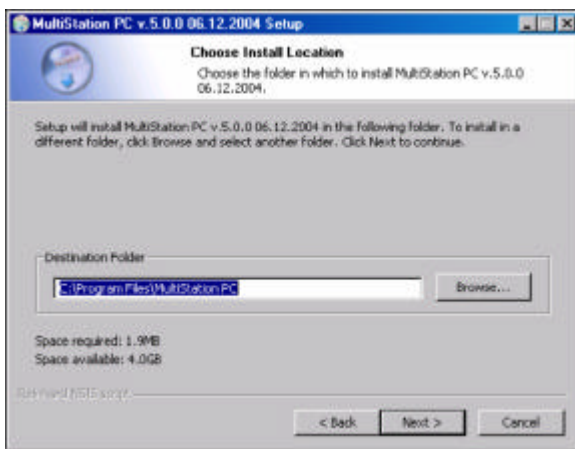 MultiStation PC v.5.0.0 06.12.2004 Setup
Choose Install Location
Choose the folder in which to install MultiStation PC v.5.0.0
06.12.2004.
Setup will install MultiStation PC v.5.0.0 06.12.2004 in the following folder. To install in a
different folder, click Browse and select another folder. Click Next to continue.
Destination Folder
C:\Program Files\MultiStation PC
Browse...
Space required: 1.9MB
Space available: 4.0GB
NSIS script
< Back
Next >
Cancel